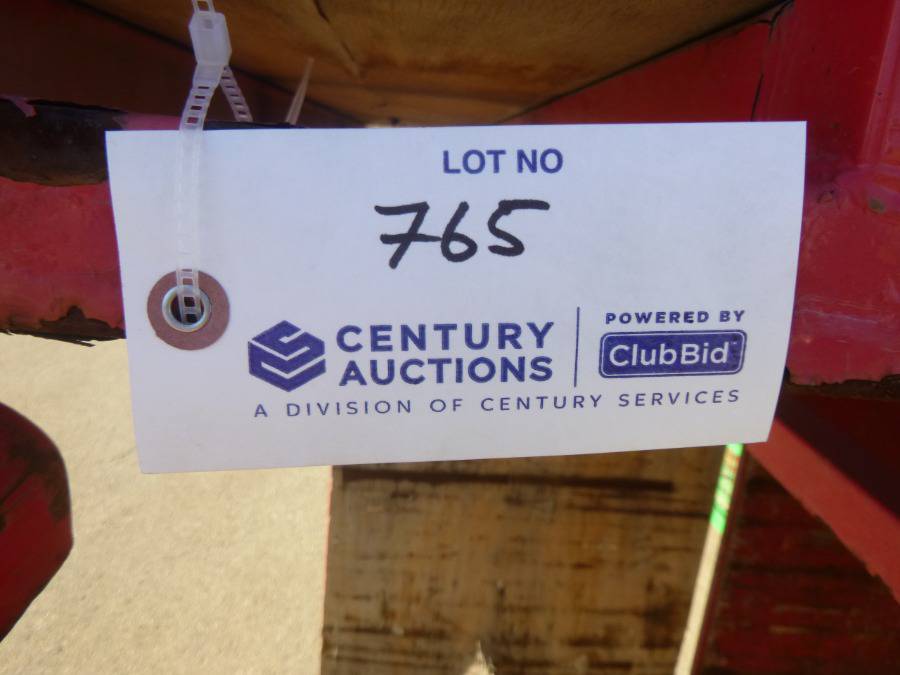 LOT NO
765
CENTURY
AUCTIONS
POWERED BY
ClubBid
A DIVISION OF CENTURY SERVICES